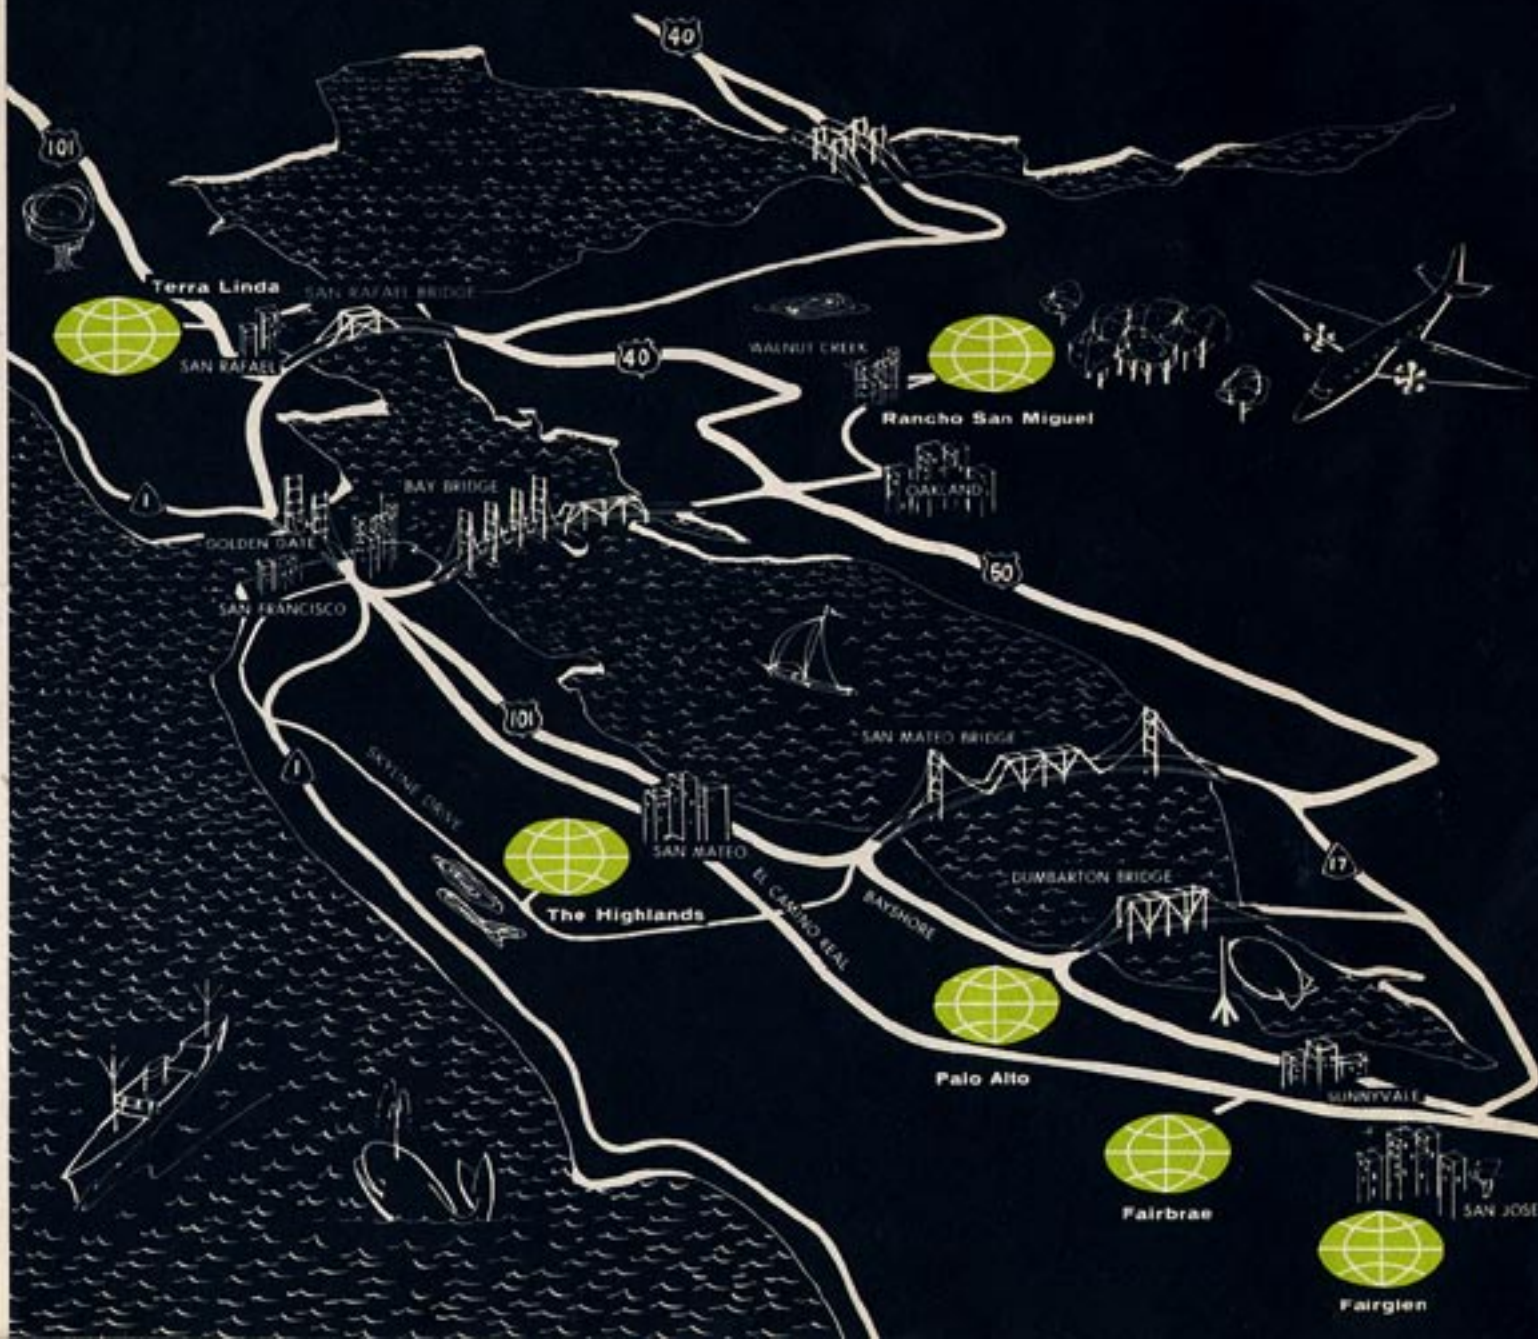 40
101
Terra Linda
SAN RAFAEL BRIDGE
SAN RAFAEL
40
WALNUT CREEK
Rancho San Miguel
OAKLAND
1
BAY BRIDGE
GOLDEN GATE
SAN FRANCISCO
50
101
1
SKYLINE DRIVE
SAN MATEO BRIDGE
SAN MATEO
The Highlands
EL CAMINO REAL
BAYSHORE
DUMBARTON BRIDGE
17
Palo Alto
SUNNYVALE
Fairbrae
SAN JOSE
Fairglen